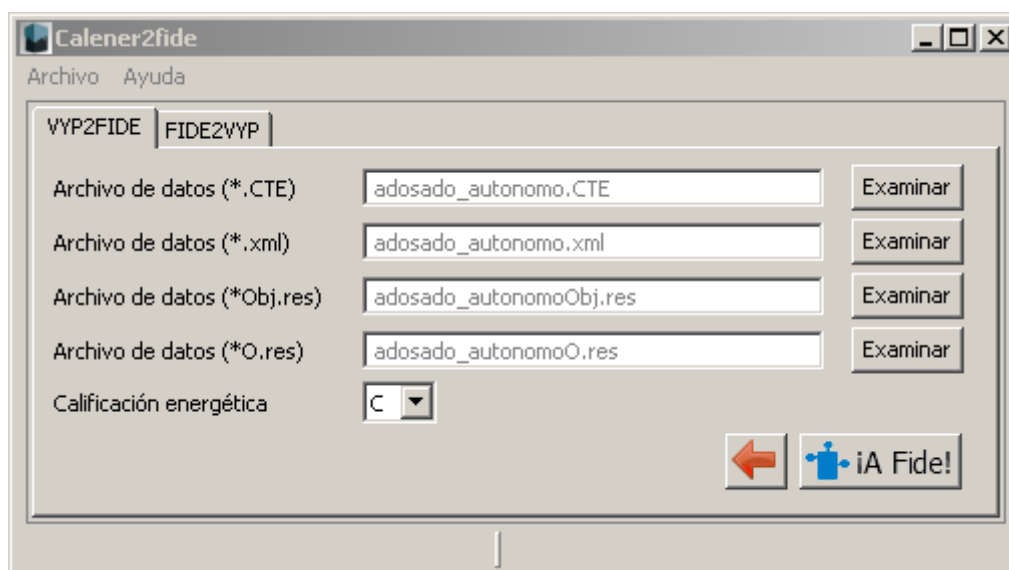 Calener2fide
Archivo Ayuda
VYP2FIDE FIDE2VYP
Archivo de datos (*.CTE) adosado_autonomo.CTE Examinar
Archivo de datos (*.xml) adosado_autonomo.xml Examinar
Archivo de datos (*Obj.res) adosado_autonomoObj.res Examinar
Archivo de datos (*O.res) adosado_autonomoO.res Examinar
Calificación energética C
¡A Fide!